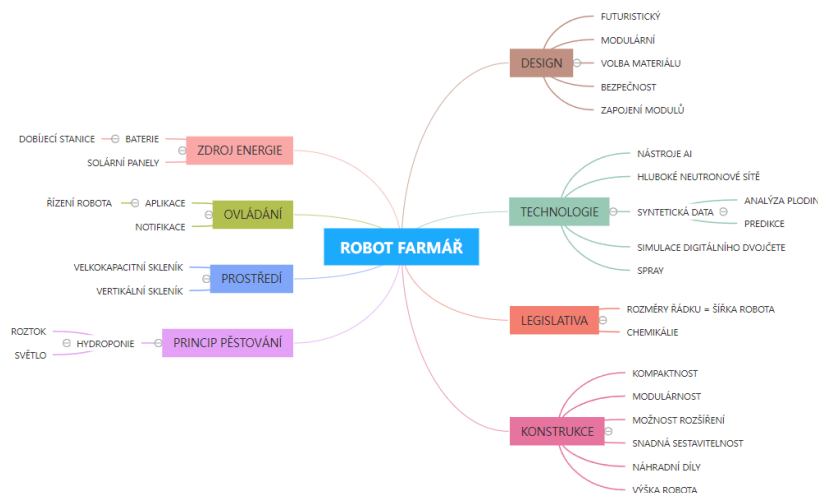 ROBOT FARMÁŘ
DESIGN
FUTURISTICKÝ
MODULÁRNÍ
VOLBA MATERIÁLU
BEZPEČNOST
ZAPOJENÍ MODULŮ
TECHNOLOGIE
NÁSTROJE AI
HLUBOKÉ NEUTRONOVÉ SÍTĚ
SYNTETICKÁ DATA
ANALÝZA PLODIN
PREDIKCE
SIMULACE DIGITÁLNÍHO DVOJČETE
SPRAY
LEGISLATIVA
ROZMĚRY ŘÁDKU = ŠÍŘKA ROBOTA
CHEMIKÁLIE
KONSTRUKCE
KOMPAKTNOST
MODULÁRNOST
MOŽNOST ROZŠÍŘENÍ
SNADNÁ SESTAVITELNOST
NÁHRADNÍ DÍLY
VÝŠKA ROBOTA
ZDROJ ENERGIE
BATERIE
DOBÍJECÍ STANICE
SOLÁRNÍ PANELY
OVLÁDÁNÍ
APLIKACE
ŘÍZENÍ ROBOTA
NOTIFIKACE
PROSTŘEDÍ
VELKOKAPACITNÍ SKLENÍK
VERTIKÁLNÍ SKLENÍK
PRINCIP PĚSTOVÁNÍ
HYDROPONIE
ROZTOK
SVĚTLO